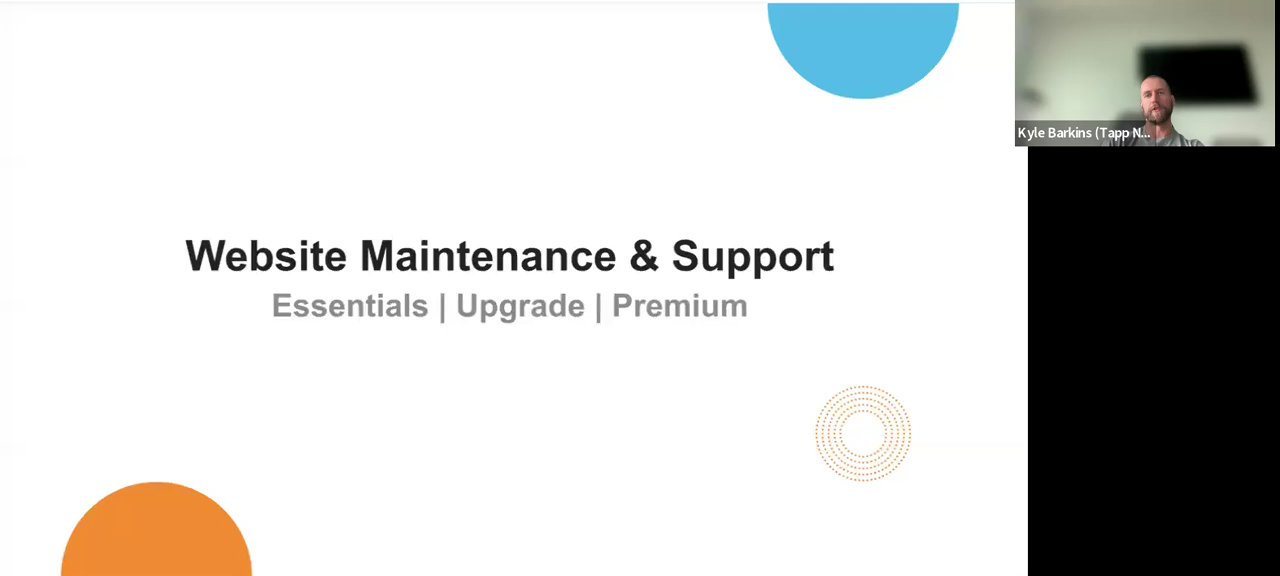 Website Maintenance & Support
Essentials | Upgrade | Premium
Kyle Barkins (Tapp N...